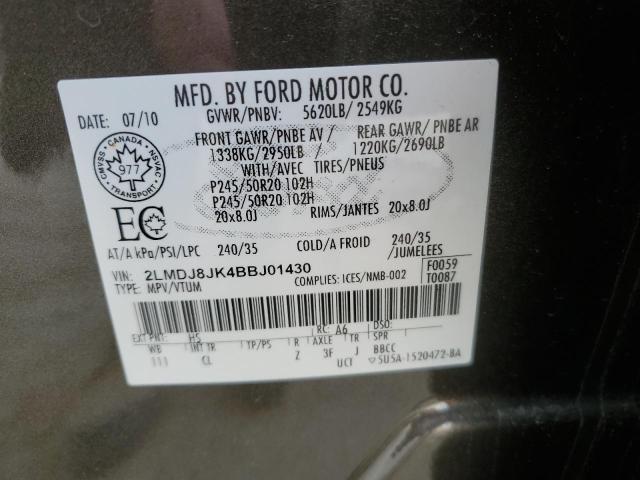 MFD. BY FORD MOTOR CO.
DATE: 07/10 GVWR/PNBV: 5620LB/ 2549KG
FRONT GAWR/PNBE AV / REAR GAWR/ PNBE AR
1338KG/2950LB / 1220KG/2690LB
WITH/AVEC TIRES/PNEUS
P245/50R20 102H
P245/50R20 102H
20x8.0J RIMS/JANTES 20x8.0J
CMVSS • CANADA • NSVAC
977
TRANSPORT
EC
AT/A kPa/PSI/LPC 240/35 COLD/A FROID 240/35
/JUMELEES
VIN: 2LMDJ8JK4BBJ01430
TYPE: MPV/VTUM COMPLIES: ICES/NMB-002
F0059
T0087
EXT PNT: HS RC: A6 DSO:
WB INT TR TP/PS R AXLE TR SPR
CL Z 3F J BBCC
UCT 5U5A-1520472-BA